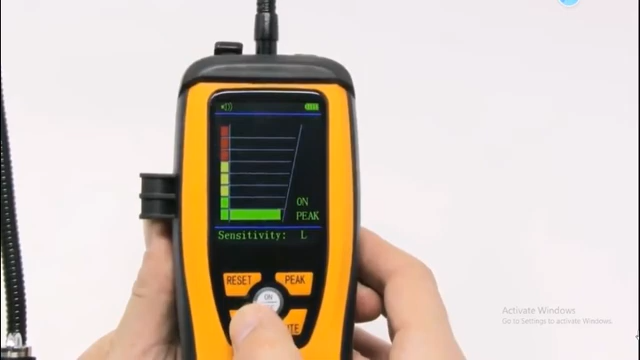 ON
PEAK
Sensitivity: L
RESET
PEAK
ON
Activate Windows
Go to Settings to activate Windows.